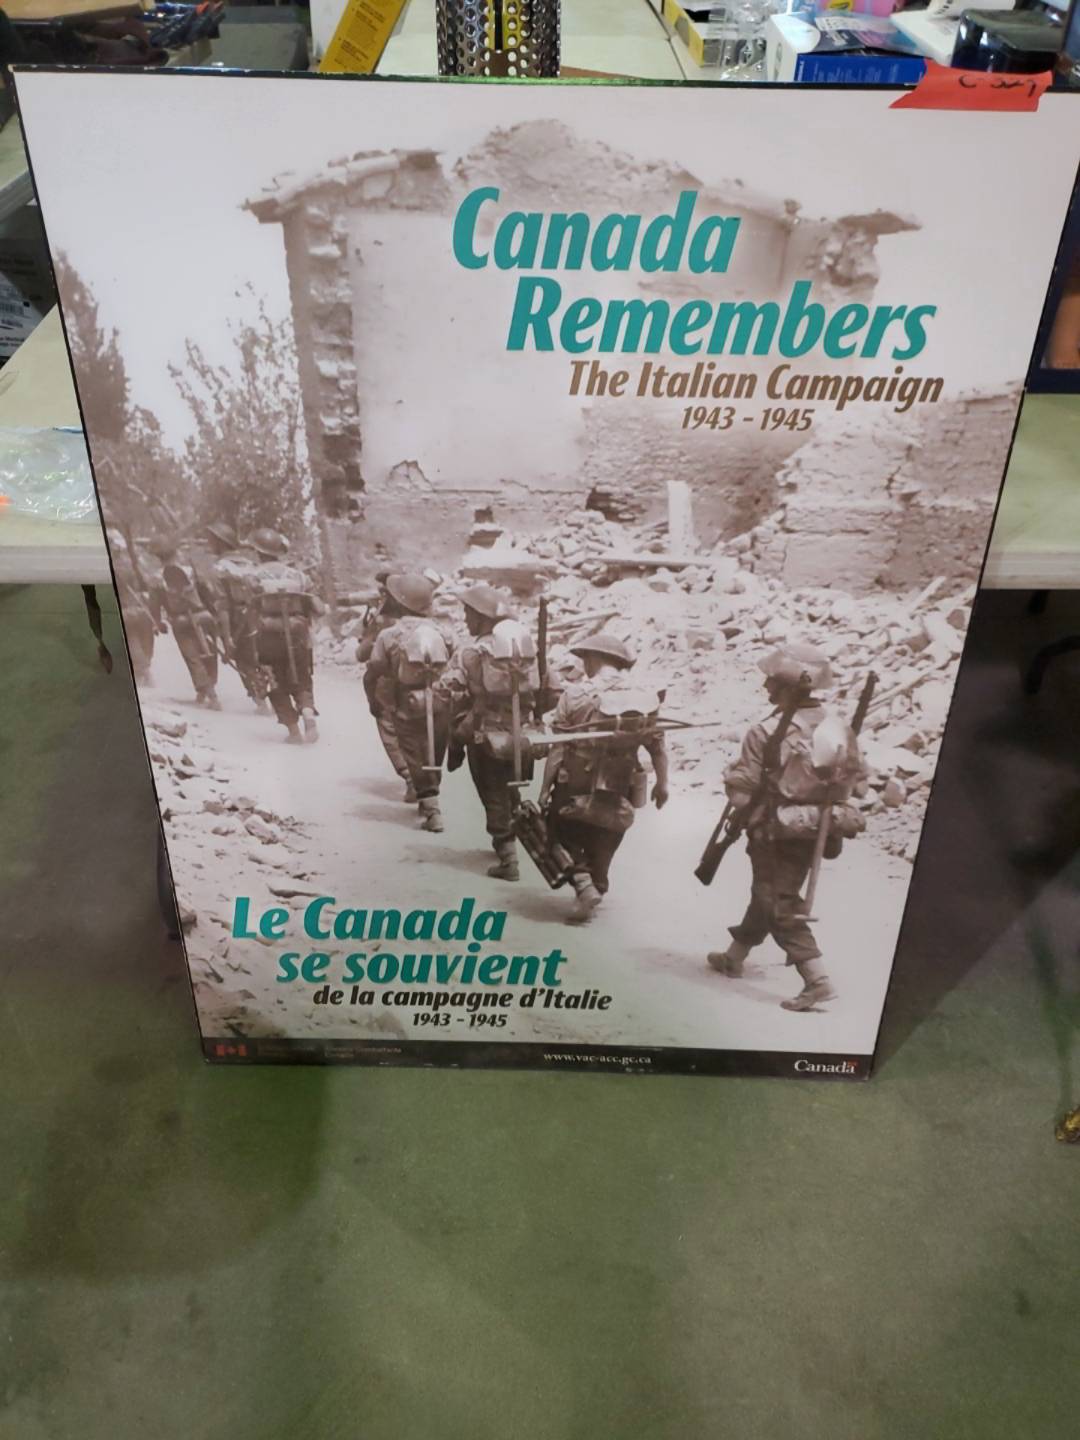 Canada
Remembers
The Italian Campaign
1943 - 1945
Le Canada
se souvient
de la campagne d'Italie
1943 - 1945
www.vac-acc.gc.ca
Canada